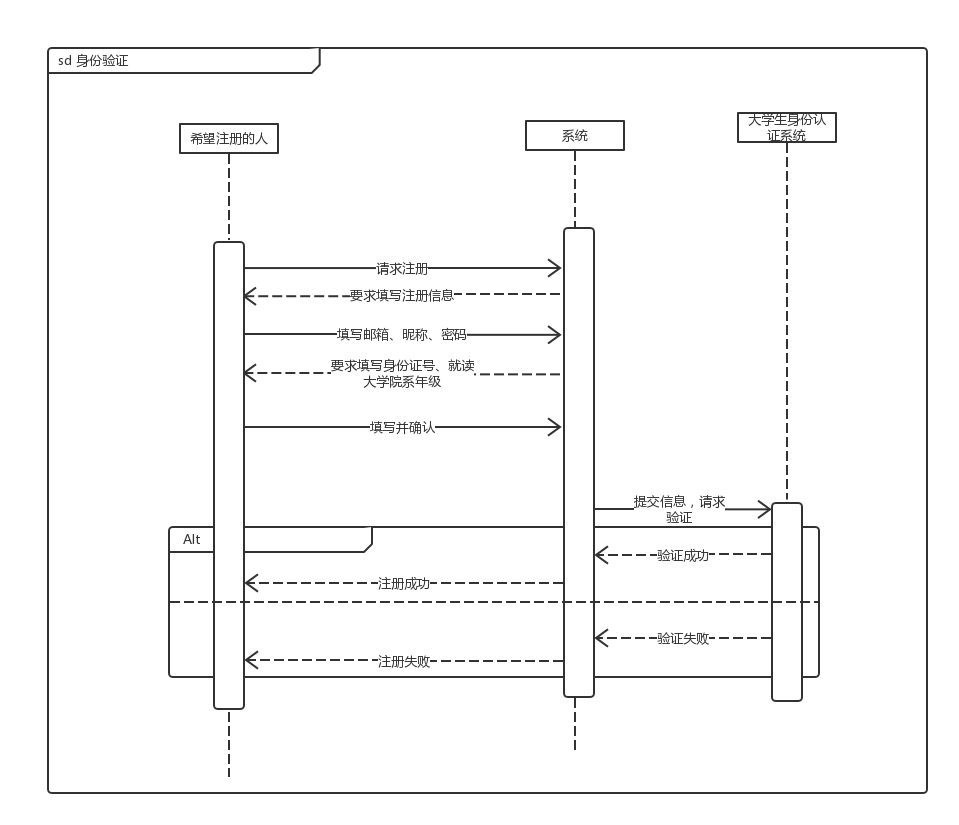 sd 身份验证
希望注册的人
系统
大学生身份认
证系统
请求注册
要求填写注册信息
填写邮箱、昵称、密码
要求填写身份证号、就读
大学院系年级
填写并确认
提交信息，请求
验证
Alt
验证成功
注册成功
验证失败
注册失败